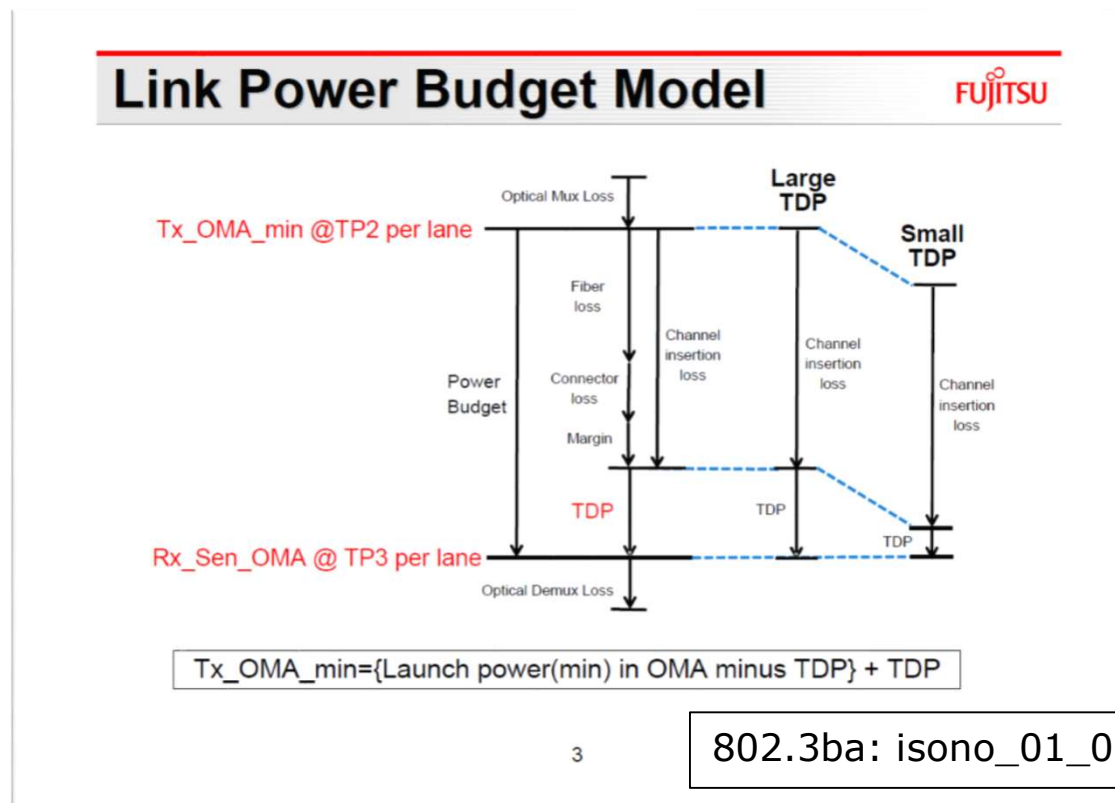 Link Power Budget Model
FUJITSU
Optical Mux Loss
Large
TDP
Tx_OMA_min @TP2 per lane
Small
TDP
Fiber
loss
Channel
insertion
loss
Channel
insertion
loss
Power
Budget
Connector
loss
Channel
insertion
loss
Margin
TDP
TDP
TDP
Rx_Sen_OMA @ TP3 per lane
Optical Demux Loss
Tx_OMA_min={Launch power(min) in OMA minus TDP} + TDP
3
802.3ba: isono_01_0